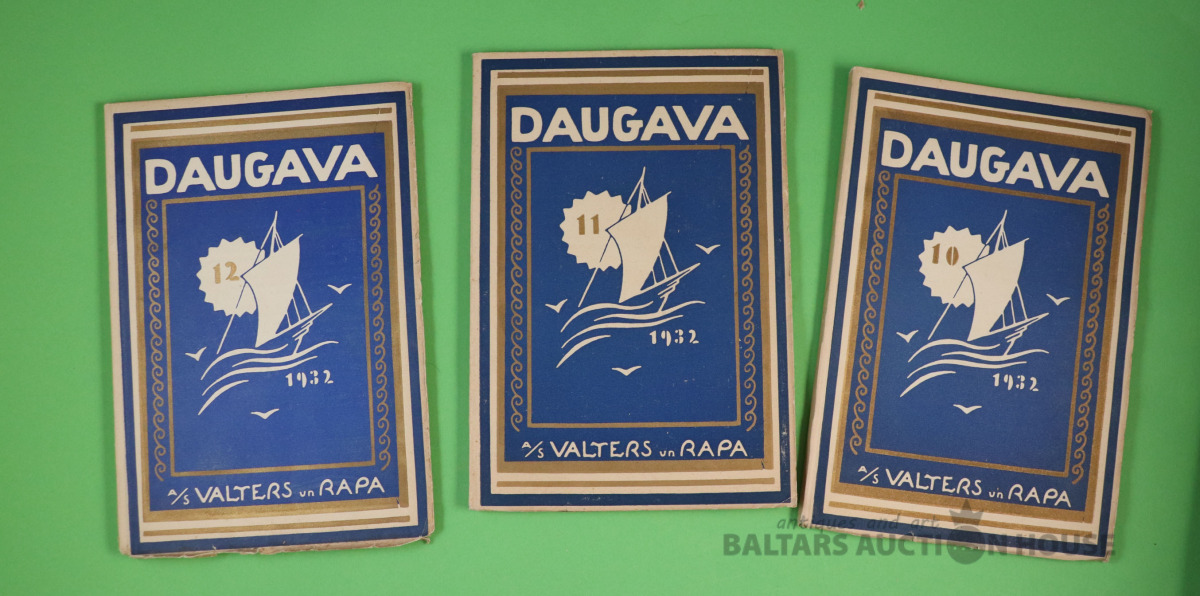 DAUGAVA
12
1932
A/S VALTERS un RAPA
DAUGAVA
11
1932
A/S VALTERS un RAPA
DAUGAVA
10
1932
A/S VALTERS un RAPA
antiques and art
BALTARS AUCTION HOUSE